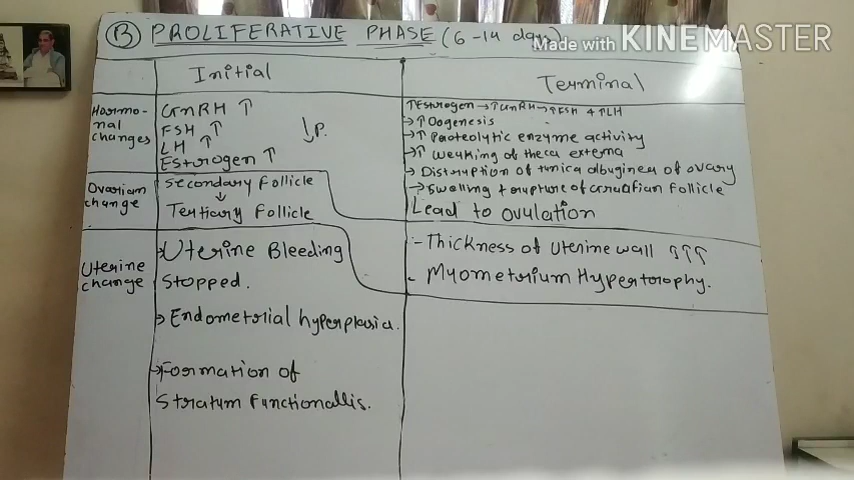 B PROLIFERATIVE PHASE (6-14 days)
Made with KINEMASTER
Initial
Terminal
Harmo-
nal
changes
GnRH ↑
FSH ↑
LH ↑
Estrogen ↑
↓P.
↑Estrogen → ↑GnRH → ↑FSH & ↑LH
→ ↑ Oogenesis
→ ↑ Proteolytic enzyme activity
→ ↑ Weaking of theca externa
→ Distruption of tunica albuginea of ovary
→ Swelling & rupture of Graafian follicle
Lead to ovulation
Ovarian
change
Secondary follicle
↓
Tertiary follicle
Uterine
change
→ Uterine Bleeding
Stopped.
→ Endometrial hyperplasia.
→ Formation of
Stratum functionallis.
- Thickness of uterine wall ↑↑↑
- Myometrium Hypertorophy.